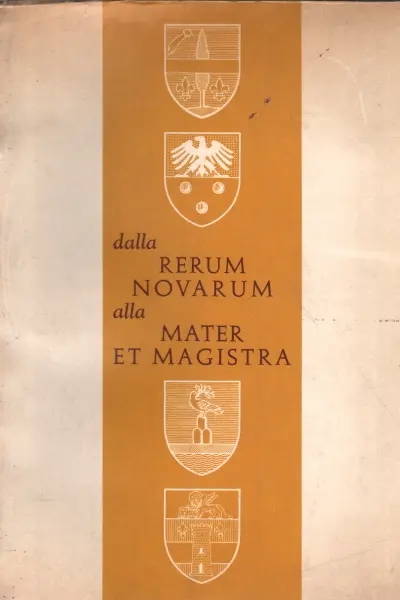 dalla
RERUM
NOVARUM
alla
MATER
ET MAGISTRA